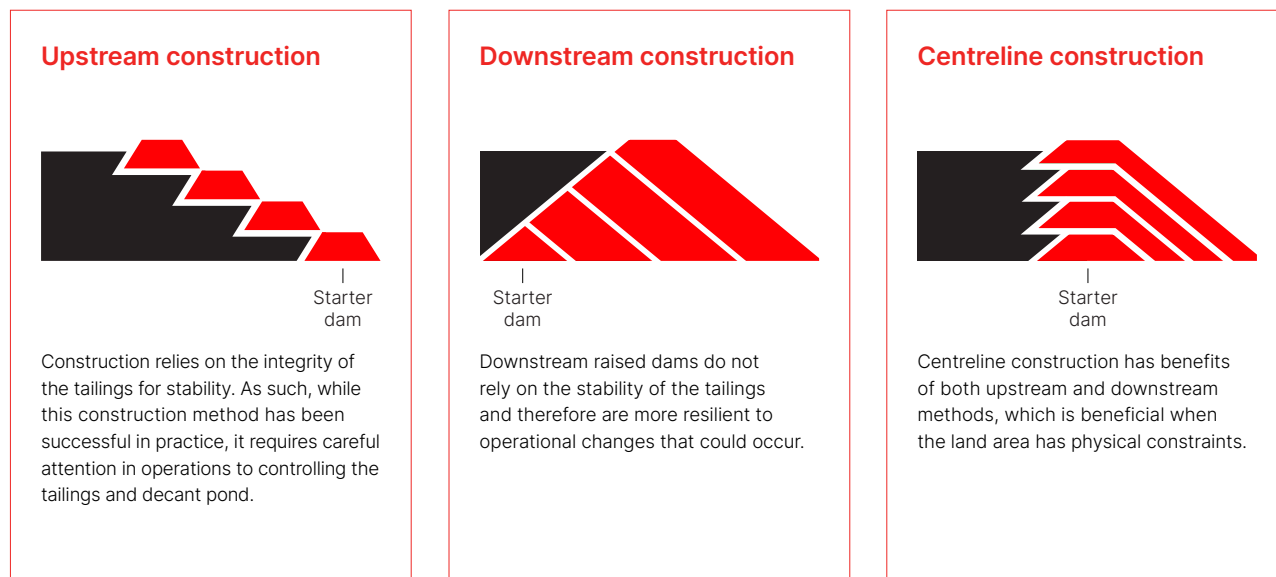 Upstream construction
Starter
dam
Construction relies on the integrity of
the tailings for stability. As such, while
this construction method has been
successful in practice, it requires careful
attention in operations to controlling the
tailings and decant pond.
Downstream construction
Starter
dam
Downstream raised dams do not
rely on the stability of the tailings
and therefore are more resilient to
operational changes that could occur.
Centreline construction
Starter
dam
Centreline construction has benefits
of both upstream and downstream
methods, which is beneficial when
the land area has physical constraints.